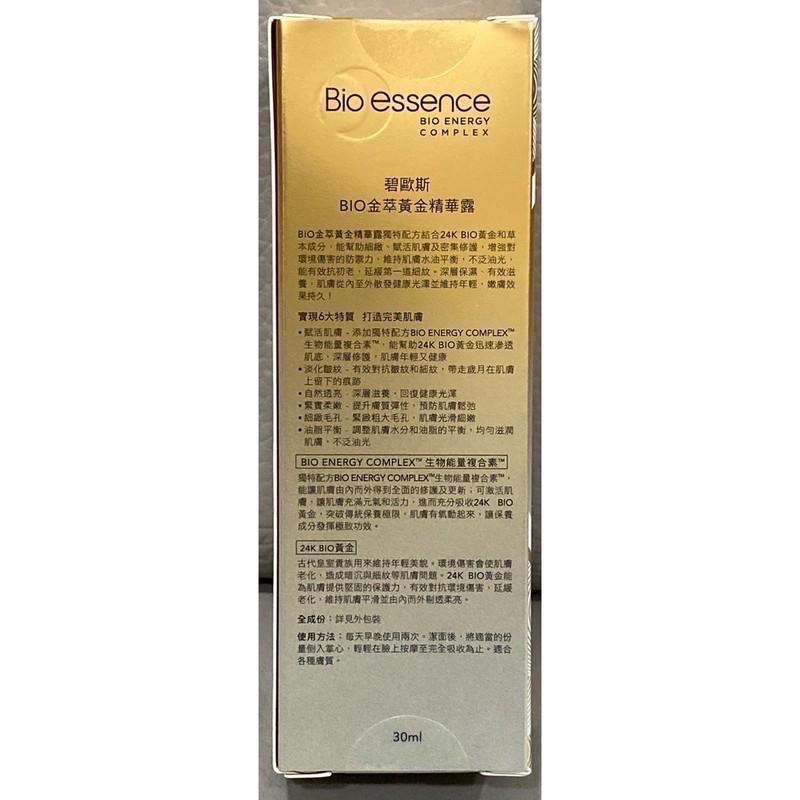 Bio essence
BIO ENERGY
COMPLEX
碧歐斯
BIO金萃黃金精華露
BIO金萃黃金精華露獨特配方結合24K BIO黃金和草
本成分，能幫助細緻、賦活肌膚及密集修護，增強對
環境傷害的防禦力，維持肌膚水油平衡，不泛油光，
能有效抗初老，延緩第一道細紋。深層保濕、有效滋
養，肌膚從內至外散發健康光澤並維持年輕，嫩膚效
果持久！
實現6大特質 打造完美肌膚
•賦活肌膚 - 添加獨特配方BIO ENERGY COMPLEX™
生物能量複合素™，能幫助24K BIO黃金迅速滲透
肌底，深層修護，肌膚年輕又健康
•淡化皺紋 - 有效對抗皺紋和細紋，帶走歲月在肌膚
上留下的痕跡
•自然透亮 - 深層滋養，回復健康光澤
•緊實柔嫩 - 提升膚質彈性，預防肌膚鬆弛
•細緻毛孔 - 緊緻粗大毛孔，肌膚光滑細嫩
•油脂平衡 - 調整肌膚水分和油脂的平衡，均勻滋潤
肌膚，不泛油光
BIO ENERGY COMPLEX™ 生物能量複合素™
獨特配方BIO ENERGY COMPLEX™生物能量複合素™，
能讓肌膚由內而外得到全面的修護及更新；可激活肌
膚，讓肌膚充滿元氣和活力，進而充分吸收24K BIO
黃金，突破傳統保養極限。肌膚有氧動起來，讓保養
成分發揮極致功效。
24K BIO黃金
古代皇室貴族用來維持年輕美貌。環境傷害會使肌膚
老化，造成暗沉與細紋等肌膚問題。24K BIO黃金能
為肌膚提供堅固的保護力，有效對抗環境傷害，延緩
老化，維持肌膚平滑並由內而外剔透柔亮。
全成份：詳見外包裝
使用方法：每天早晚使用兩次。潔面後，將適當的份
量倒入掌心，輕輕在臉上按摩至完全吸收為止。適合
各種膚質。
30ml